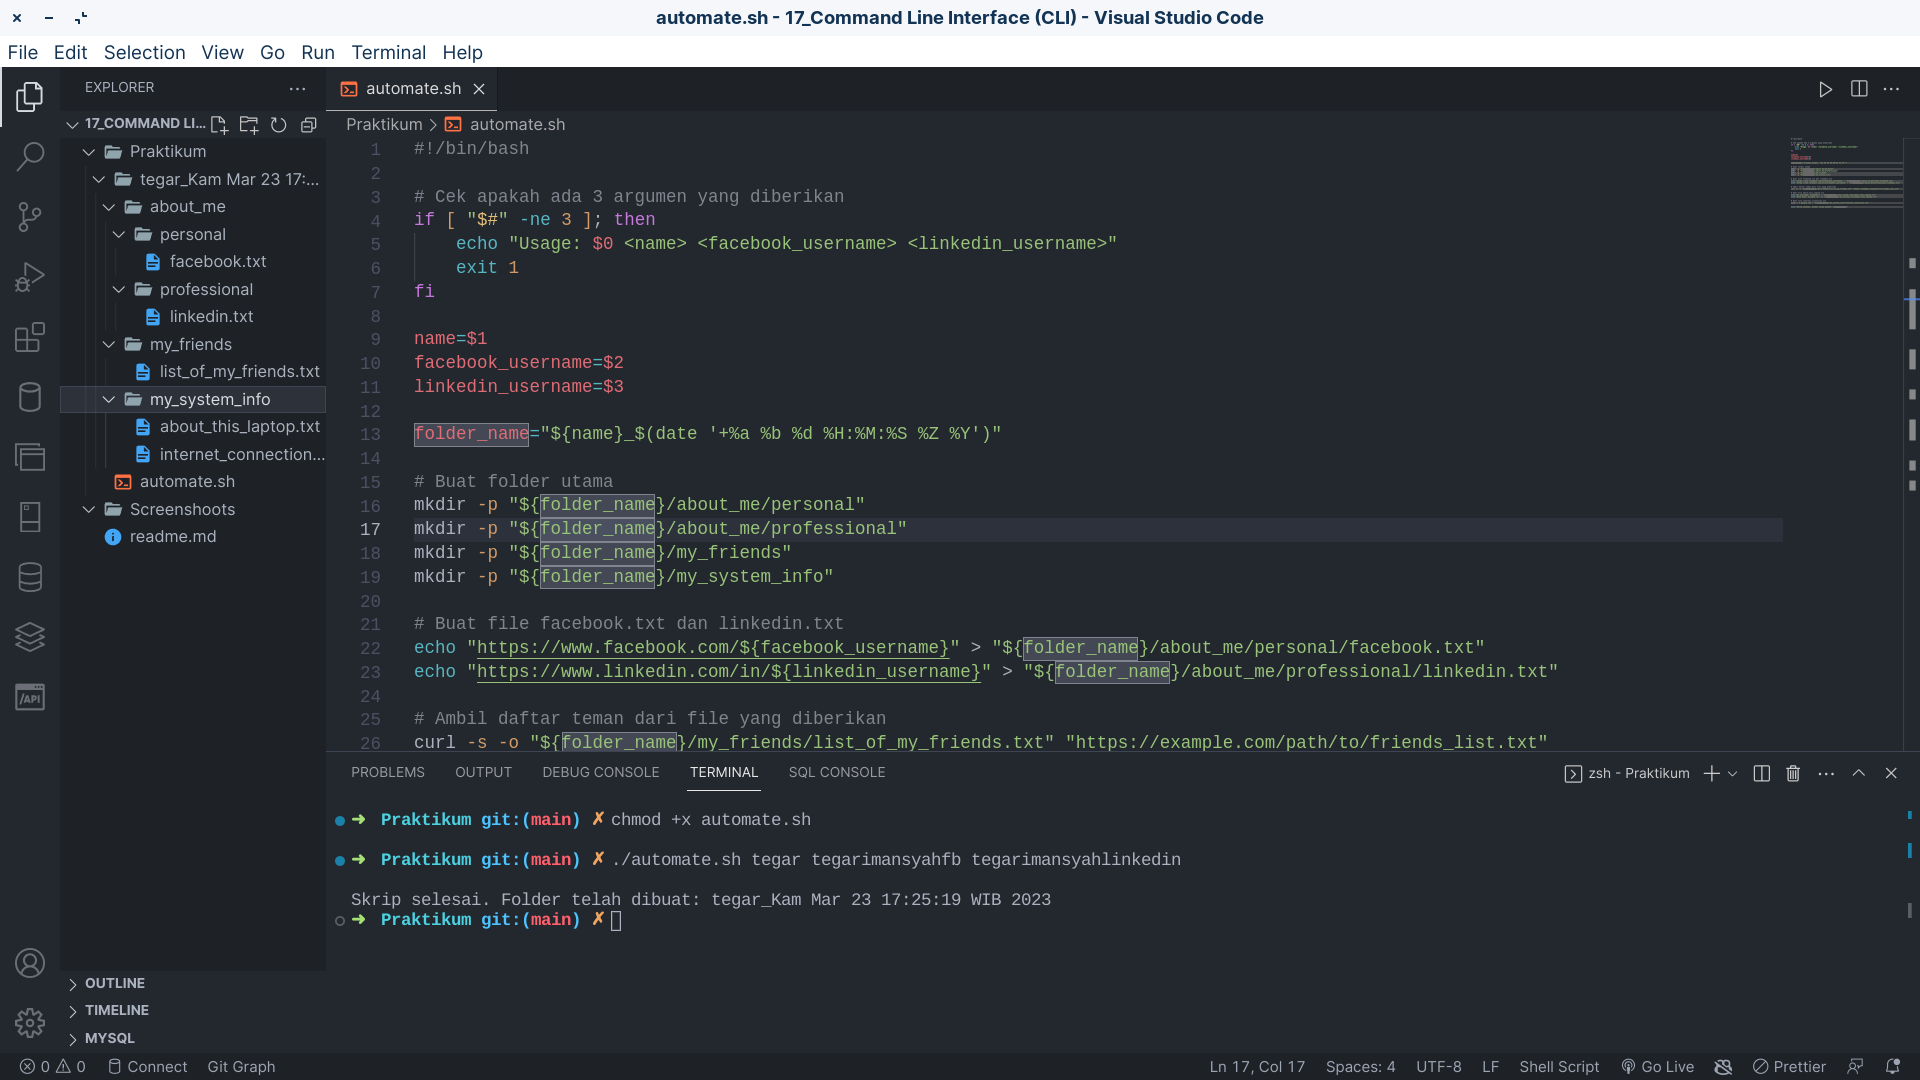 automate.sh - 17_Command Line Interface (CLI) - Visual Studio Code
File Edit Selection View Go Run Terminal Help
EXPLORER
17_COMMAND LI...
Praktikum
tegar_Kam Mar 23 17:...
about_me
personal
facebook.txt
professional
linkedin.txt
my_friends
list_of_my_friends.txt
my_system_info
about_this_laptop.txt
internet_connection...
automate.sh
Screenshoots
readme.md
/API
OUTLINE
TIMELINE
MYSQL
automate.sh
Praktikum > automate.sh
1 #!/bin/bash
2
3 # Cek apakah ada 3 argumen yang diberikan
4 if [ "$#" -ne 3 ]; then
5     echo "Usage: $0 <name> <facebook_username> <linkedin_username>"
6     exit 1
7 fi
8
9 name=$1
10 facebook_username=$2
11 linkedin_username=$3
12
13 folder_name="${name}_$(date '+%a %b %d %H:%M:%S %Z %Y')"
14
15 # Buat folder utama
16 mkdir -p "${folder_name}/about_me/personal"
17 mkdir -p "${folder_name}/about_me/professional"
18 mkdir -p "${folder_name}/my_friends"
19 mkdir -p "${folder_name}/my_system_info"
20
21 # Buat file facebook.txt dan linkedin.txt
22 echo "https://www.facebook.com/${facebook_username}" > "${folder_name}/about_me/personal/facebook.txt"
23 echo "https://www.linkedin.com/in/${linkedin_username}" > "${folder_name}/about_me/professional/linkedin.txt"
24
25 # Ambil daftar teman dari file yang diberikan
26 curl -s -o "${folder_name}/my_friends/list_of_my_friends.txt" "https://example.com/path/to/friends_list.txt"
PROBLEMS OUTPUT DEBUG CONSOLE TERMINAL SQL CONSOLE
zsh - Praktikum
➜ Praktikum git:(main) ✗ chmod +x automate.sh
➜ Praktikum git:(main) ✗ ./automate.sh tegar tegarimansyahfb tegarimansyahlinkedin
Skrip selesai. Folder telah dibuat: tegar_Kam Mar 23 17:25:19 WIB 2023
➜ Praktikum git:(main) ✗
0 0 Connect Git Graph
Ln 17, Col 17 Spaces: 4 UTF-8 LF Shell Script Go Live Prettier